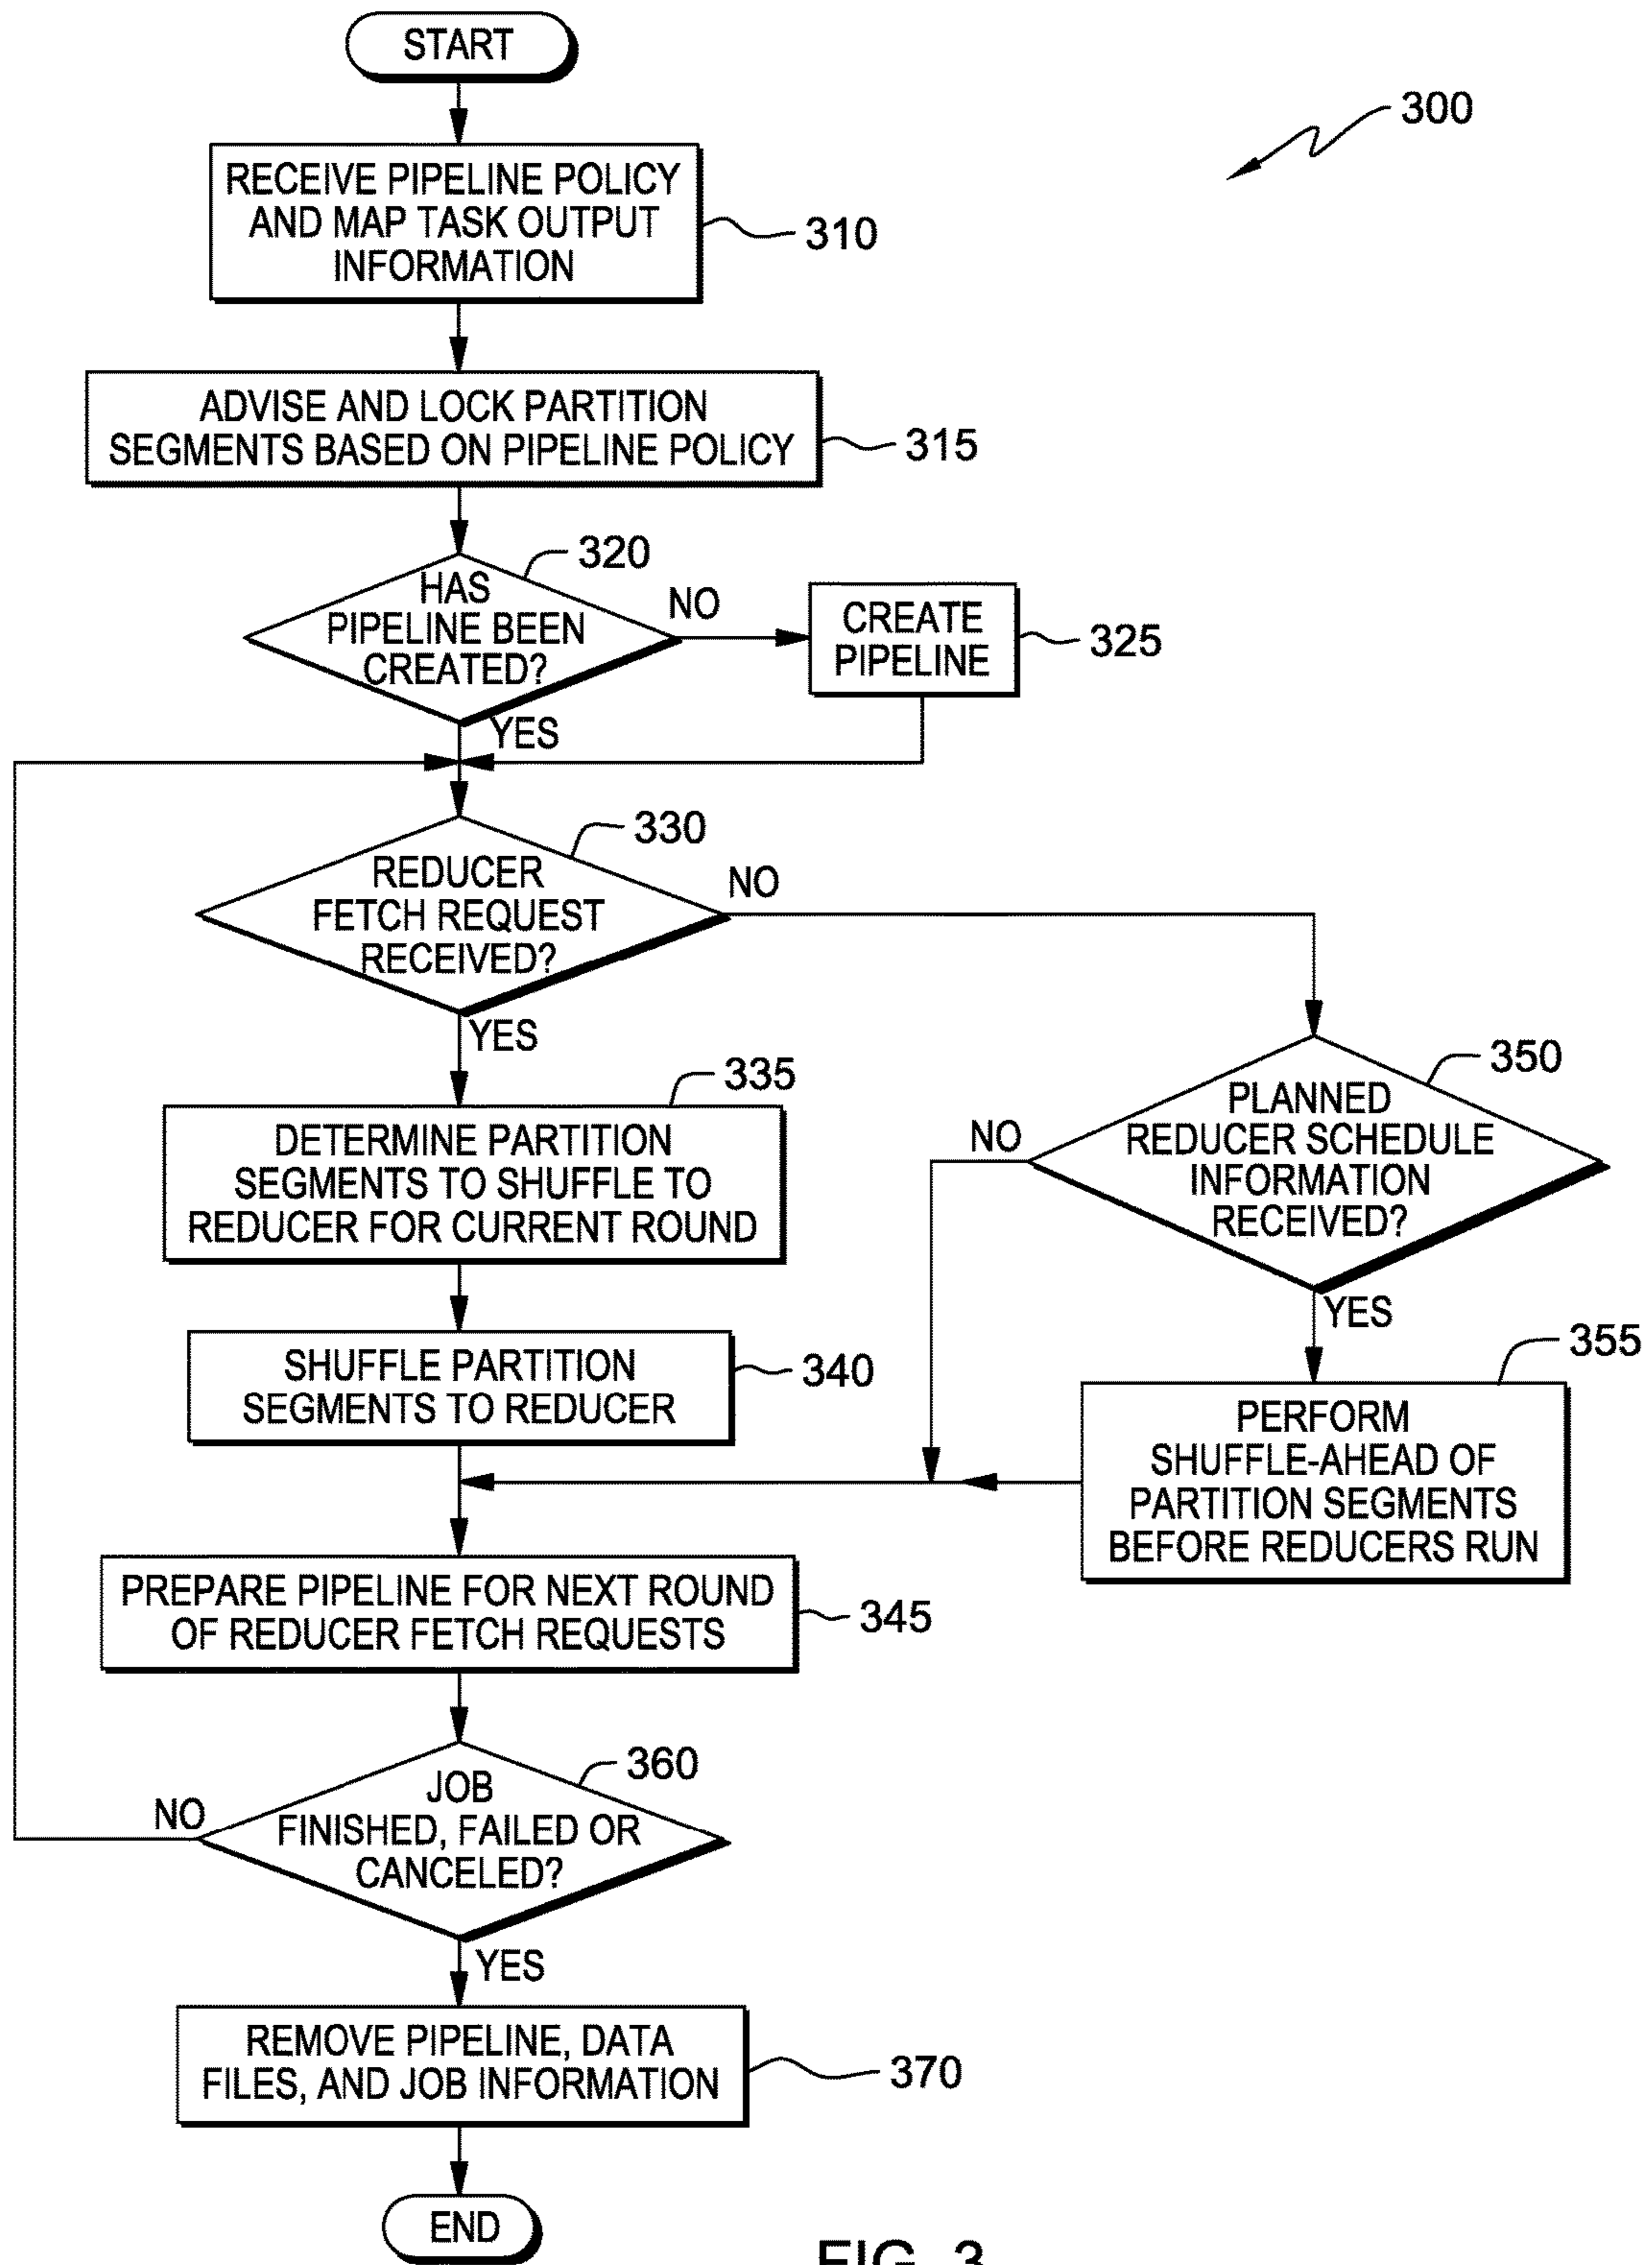 START
300
RECEIVE PIPELINE POLICY
AND MAP TASK OUTPUT
INFORMATION
310
ADVISE AND LOCK PARTITION
SEGMENTS BASED ON PIPELINE POLICY
315
320
HAS
PIPELINE BEEN
CREATED?
NO
CREATE
PIPELINE
325
YES
330
REDUCER
FETCH REQUEST
RECEIVED?
NO
YES
335
DETERMINE PARTITION
SEGMENTS TO SHUFFLE TO
REDUCER FOR CURRENT ROUND
350
PLANNED
REDUCER SCHEDULE
INFORMATION
RECEIVED?
NO
YES
SHUFFLE PARTITION
SEGMENTS TO REDUCER
340
355
PERFORM
SHUFFLE-AHEAD OF
PARTITION SEGMENTS
BEFORE REDUCERS RUN
PREPARE PIPELINE FOR NEXT ROUND
OF REDUCER FETCH REQUESTS
345
360
JOB
FINISHED, FAILED OR
CANCELED?
NO
YES
REMOVE PIPELINE, DATA
FILES, AND JOB INFORMATION
370
END
FIG. 3